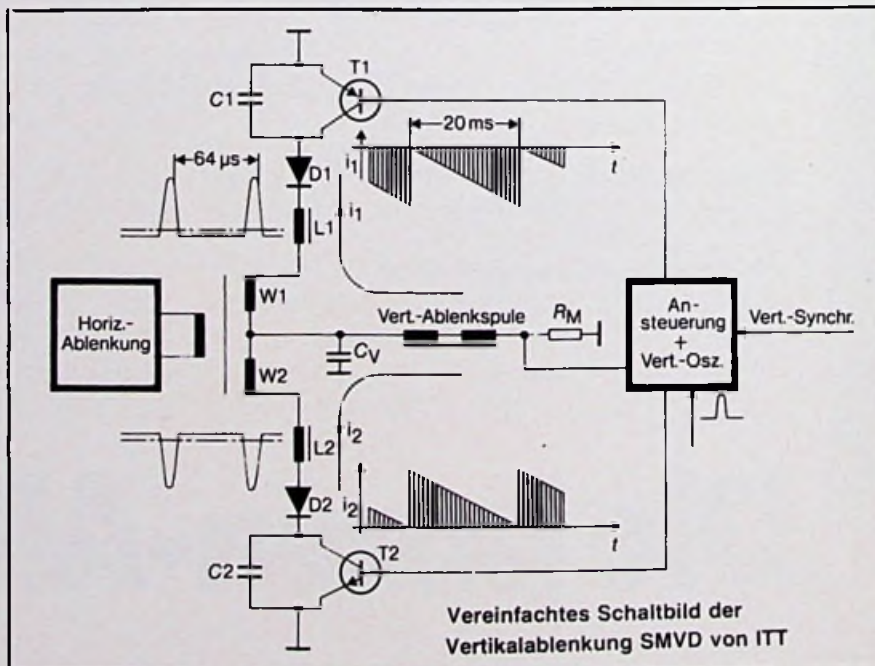 T1
C1
20 ms
i1
t
64 µs
D1
L1
i1
W1
Horiz.-
Ablenkung
Vert.-Ablenkspule
RM
An-
steuerung
+
Vert.-Osz.
Vert.-Synchr.
CV
W2
L2
i2
D2
i2
t
C2
T2
Vereinfachtes Schaltbild der
Vertikalablenkung SMVD von ITT